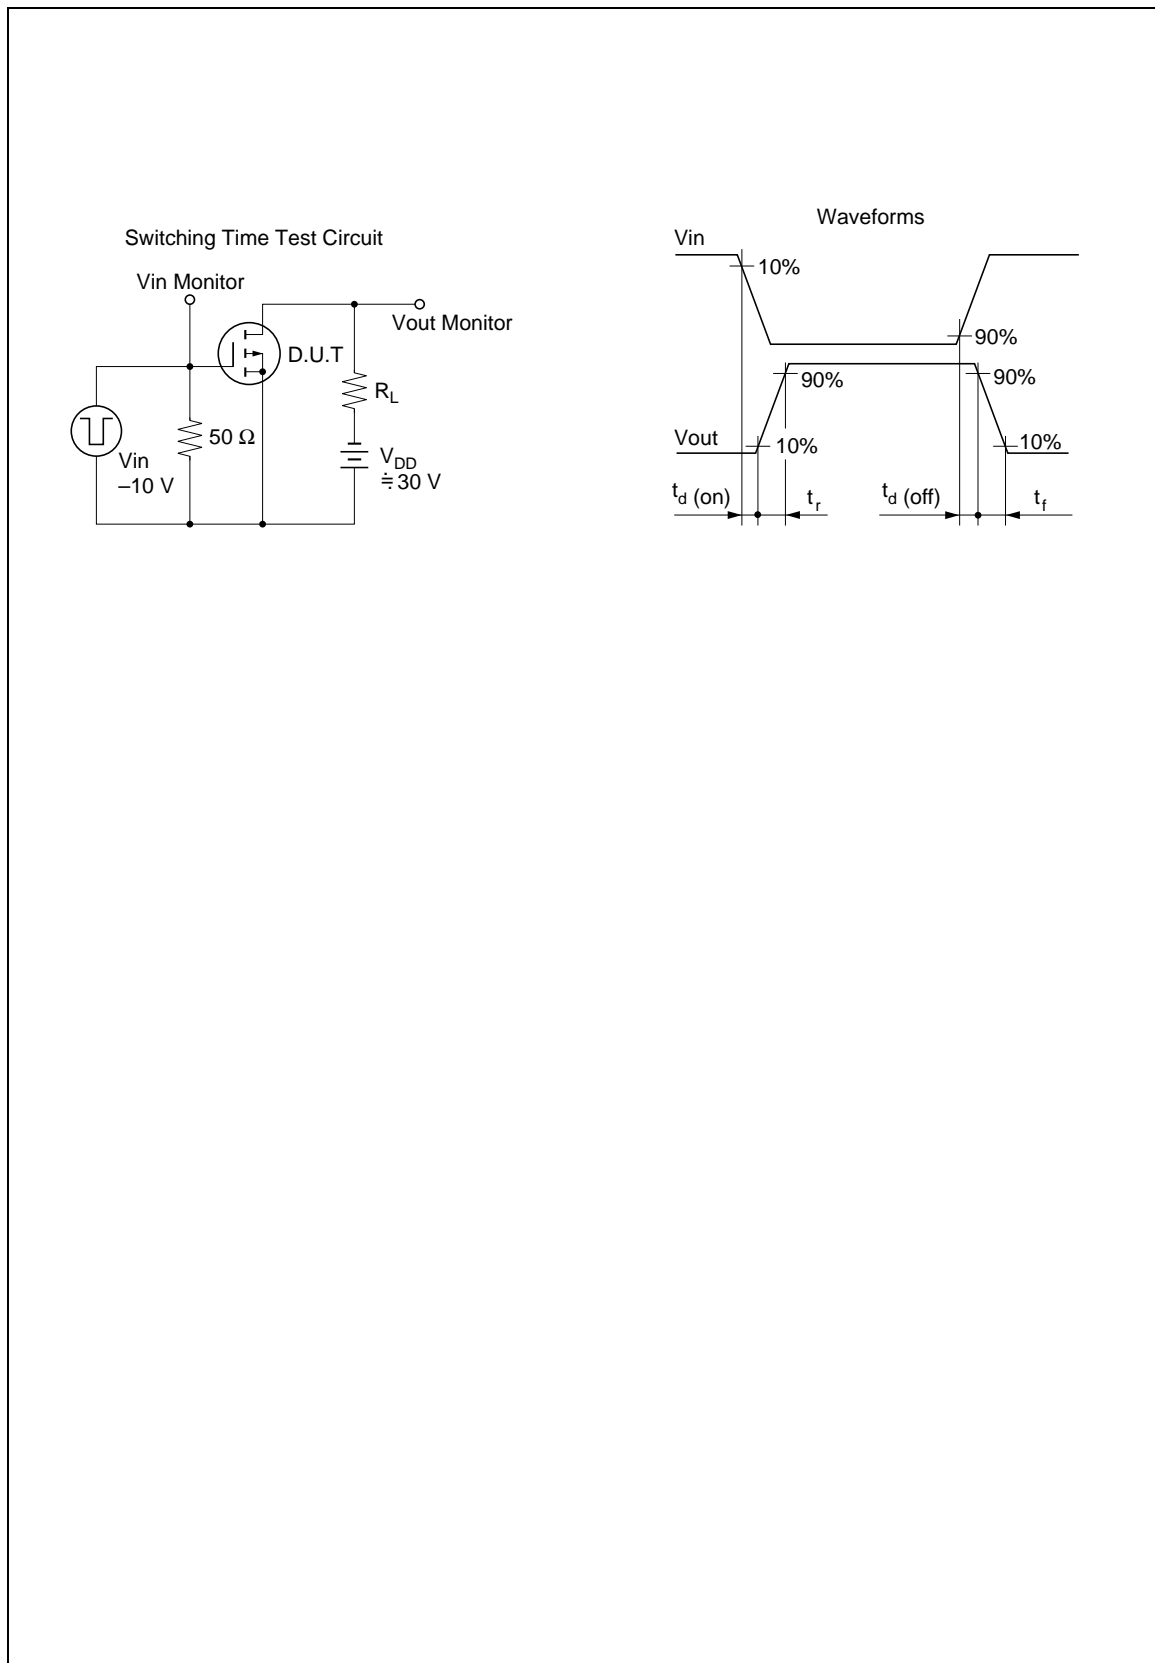 Switching Time Test Circuit
Vin Monitor
Vout Monitor
D.U.T
R_L
50 Ω
Vin
–10 V
V_DD
≒ 30 V
Waveforms
Vin
10%
90%
90%
90%
Vout
10%
10%
t_d (on)
t_r
t_d (off)
t_f